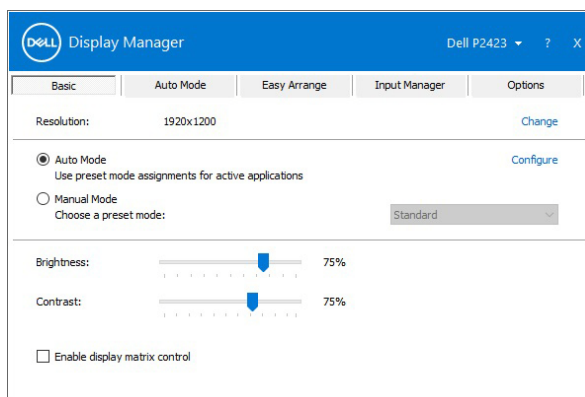 DELL Display Manager Dell P2423 ? X
Basic Auto Mode Easy Arrange Input Manager Options
Resolution: 1920x1200 Change
Auto Mode Configure
Use preset mode assignments for active applications
Manual Mode
Choose a preset mode: Standard
Brightness: 75%
Contrast: 75%
Enable display matrix control